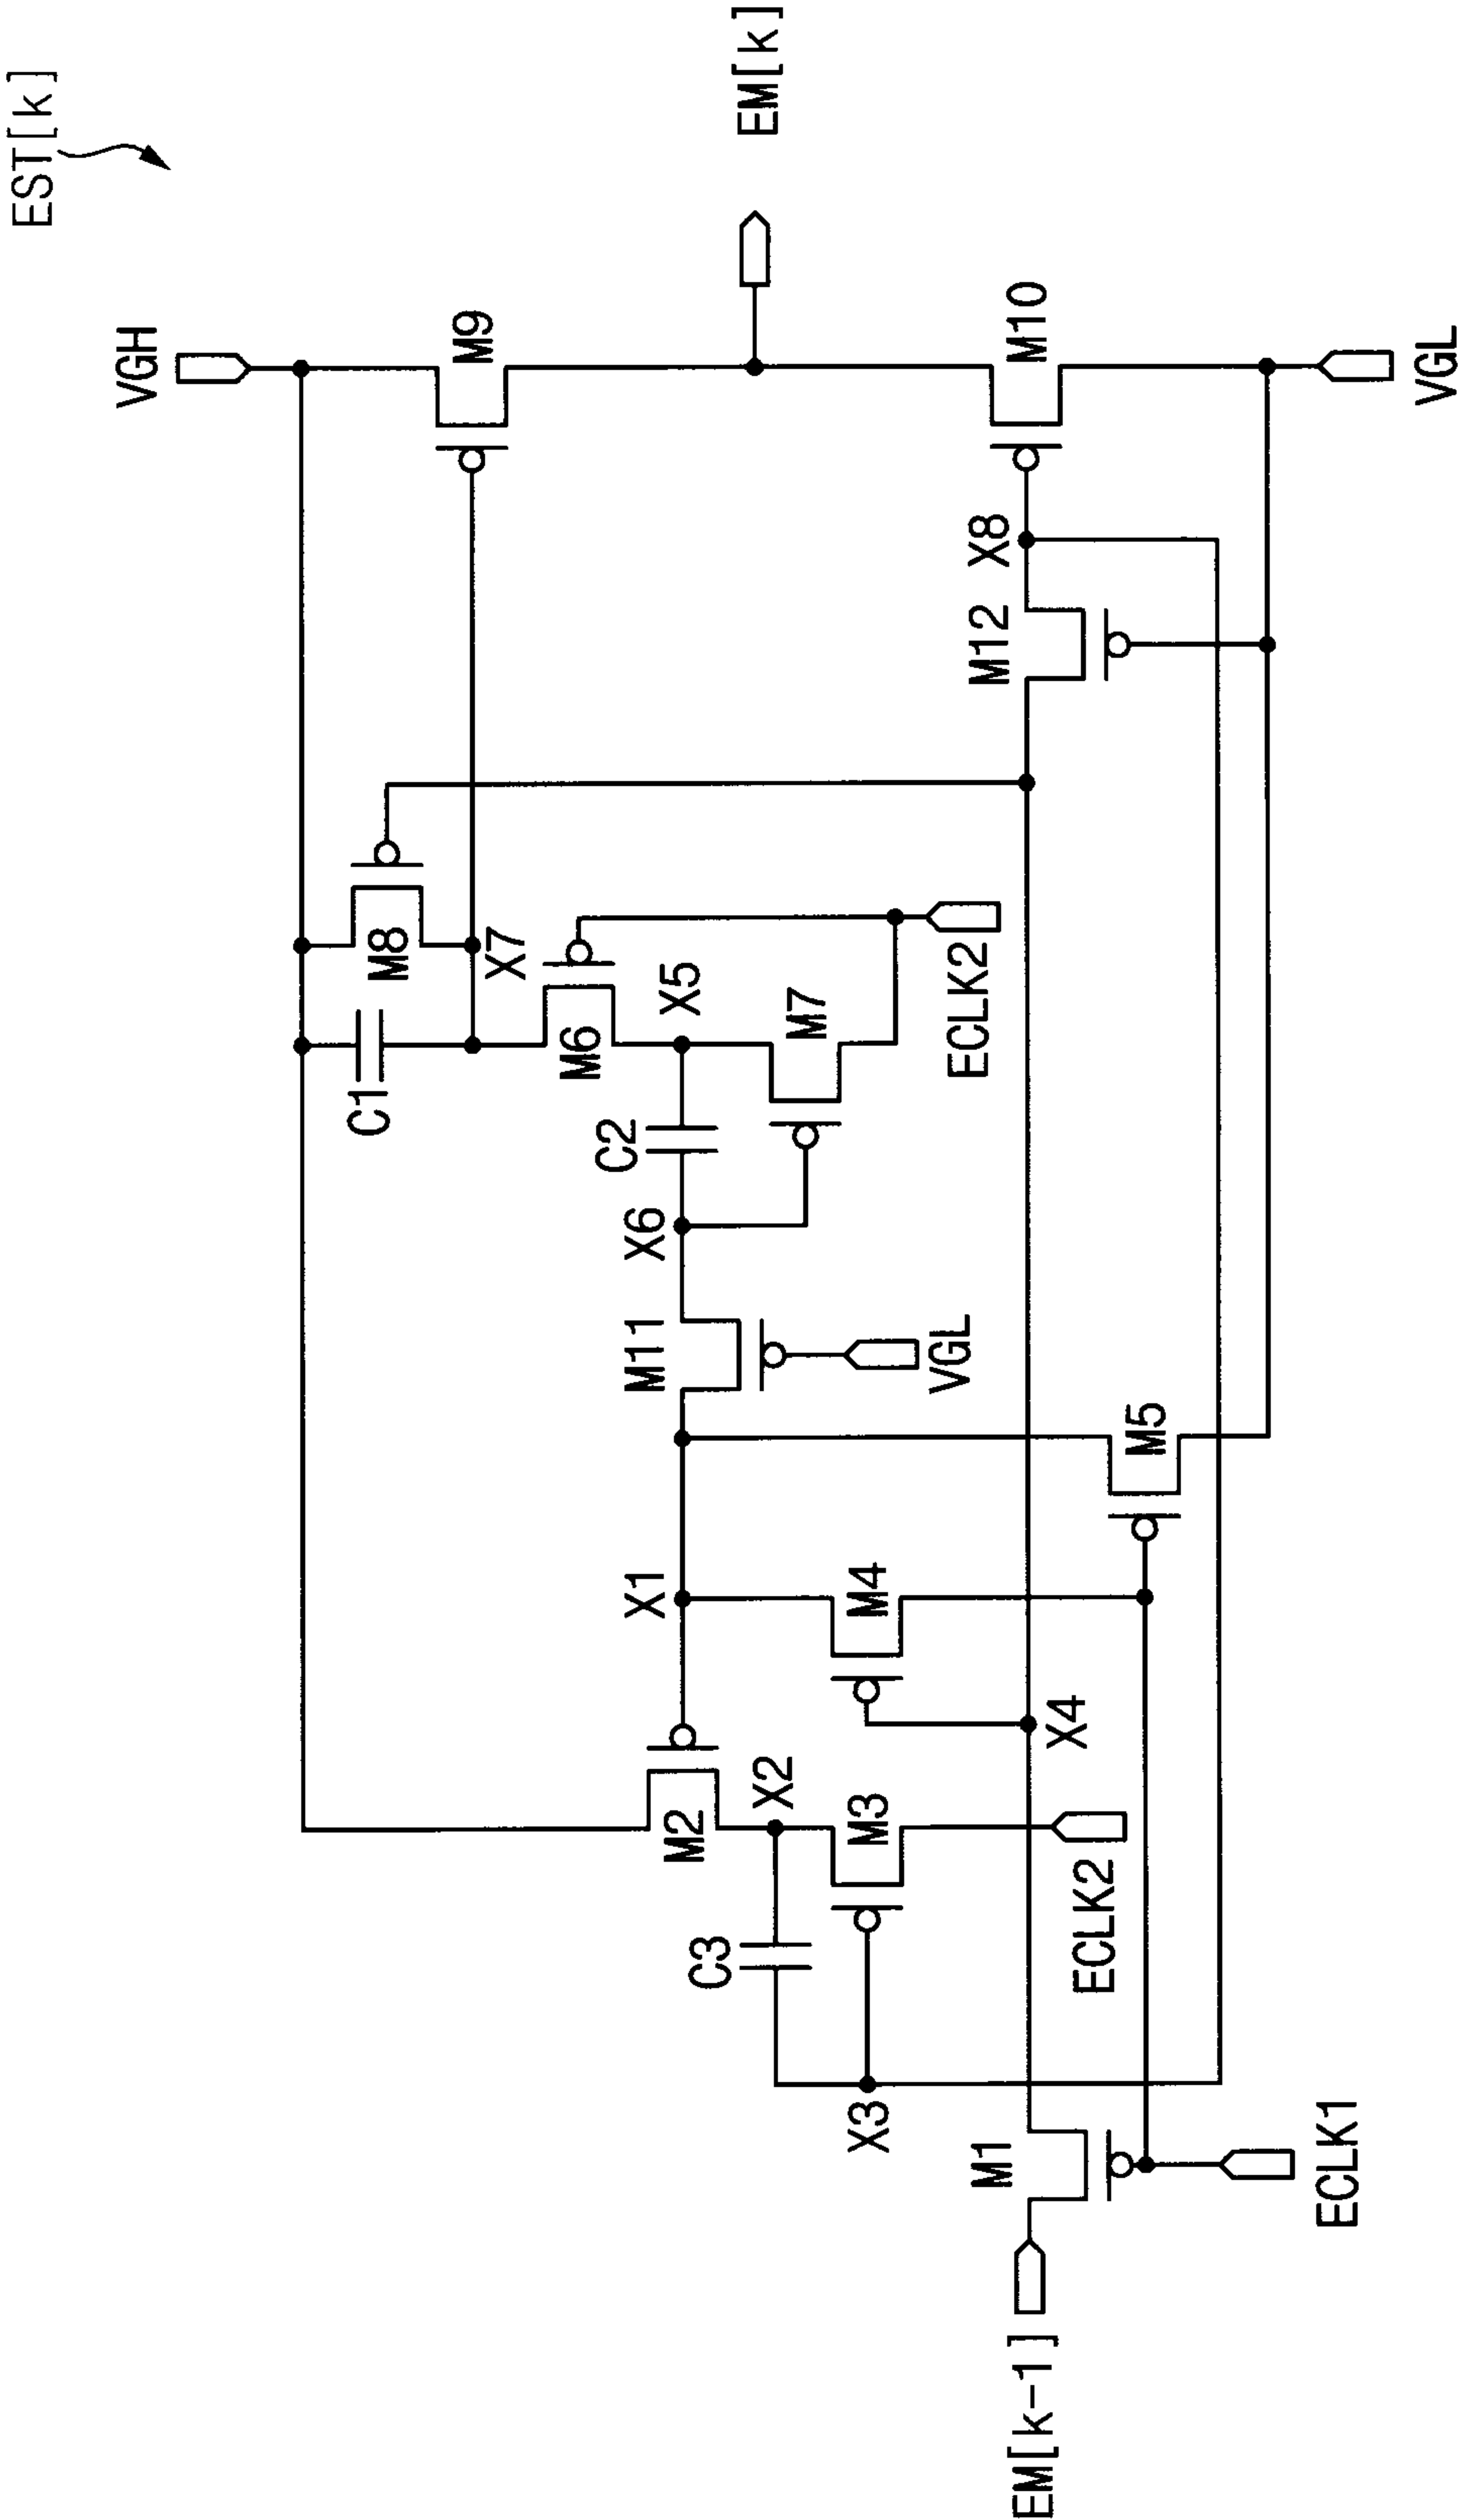 EST[k]
VGH
M9
EM[k]
M10
VGL
M8
X7
C1
M6
X5
M7
ECLK2
C2
X6
M12
X8
M11
VGL
M5
X1
M4
X4
M2
X2
M3
ECLK2
C3
X3
M1
ECLK1
EM[k-1]